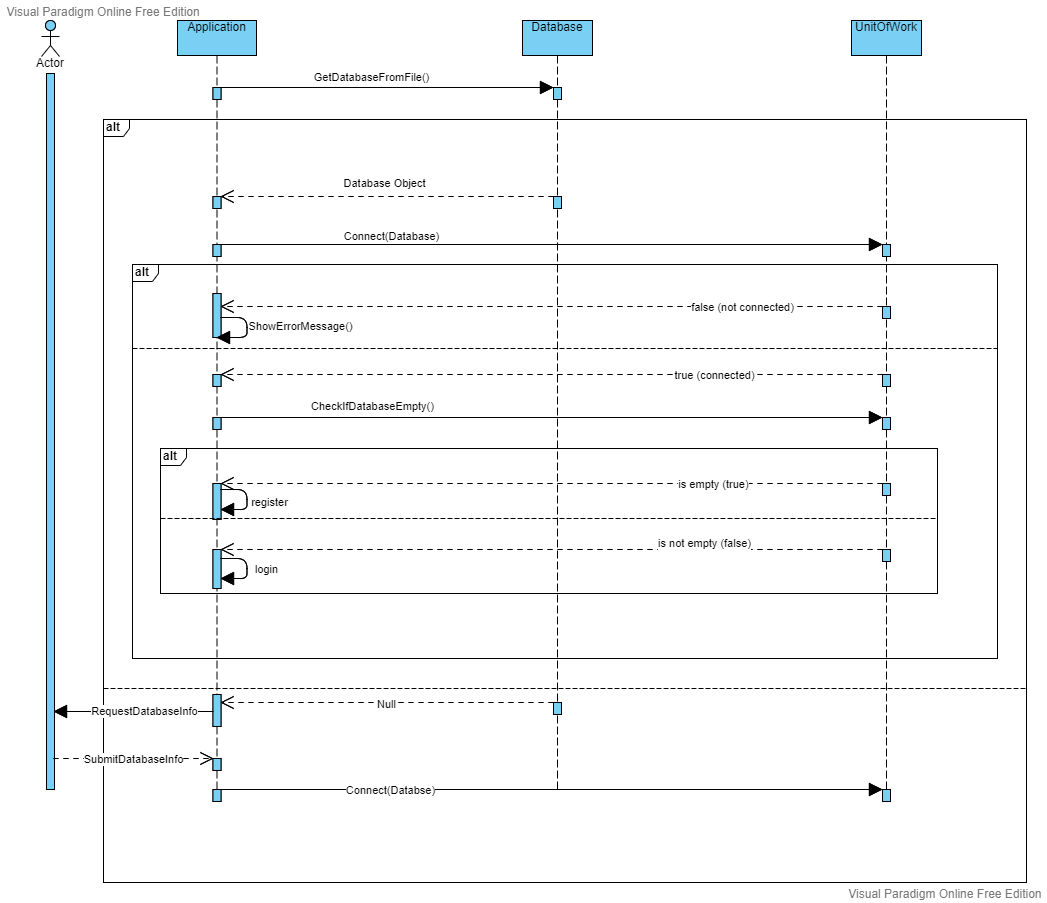 Visual Paradigm Online Free Edition
Application
Database
UnitOfWork
Actor
GetDatabaseFromFile()
alt
Database Object
Connect(Database)
alt
false (not connected)
ShowErrorMessage()
true (connected)
CheckIfDatabaseEmpty()
alt
is empty (true)
register
is not empty (false)
login
Null
RequestDatabaseInfo
SubmitDatabaseInfo
Connect(Databse)
Visual Paradigm Online Free Edition